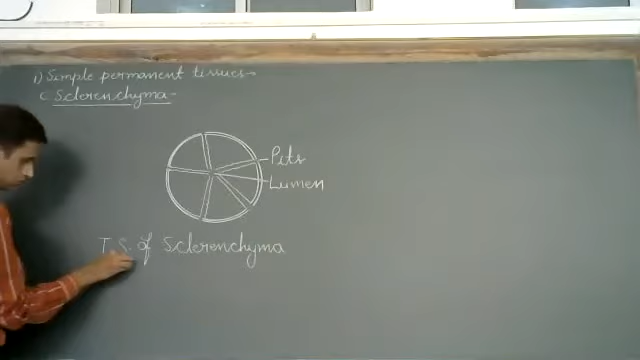 1) Simple permanent tissues-
c. Sclerenchyma-
Pits
Lumen
T.S. of Sclerenchyma